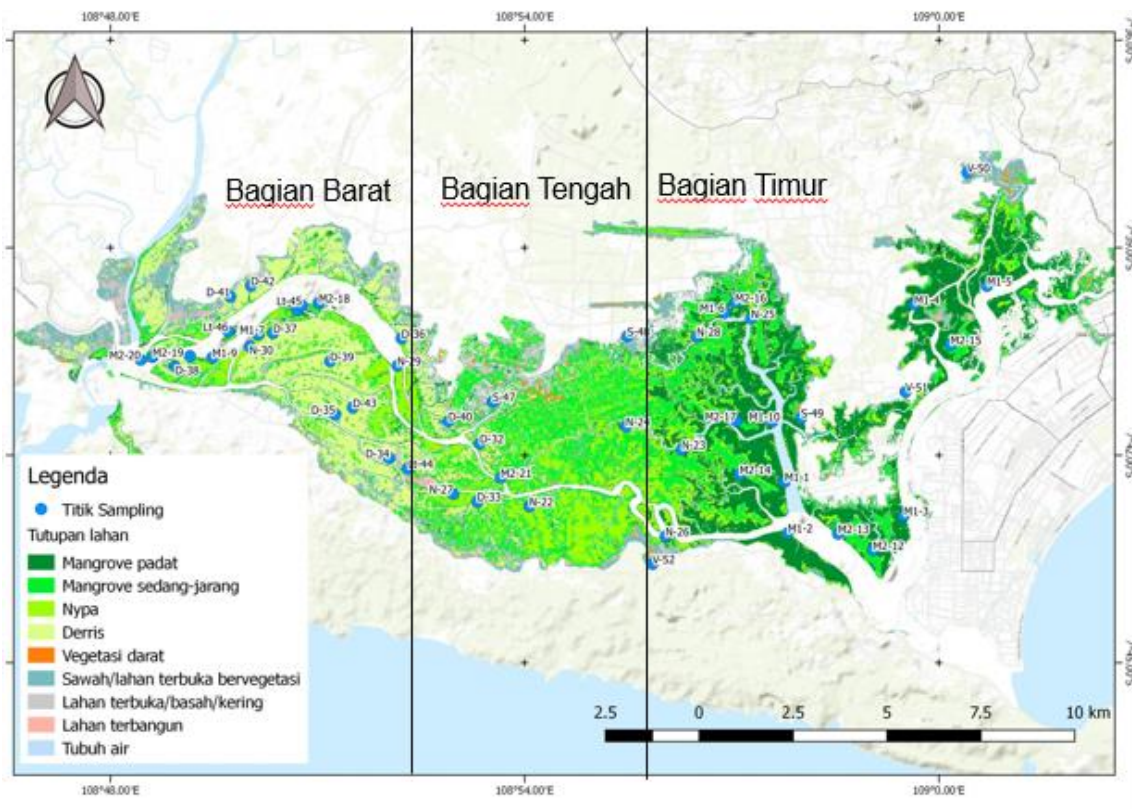 108°48.00'E 108°54.00'E 109°0.00'E
Bagian Barat Bagian Tengah Bagian Timur
V-50
D-42
D-41
M1-5
Lt-45 M2-18
M2-16
M1-6
M1-4
N-25
Lt-46 M1-7 D-37
D-36
S-48
N-28
N-30
M2-15
M2-20 M2-19 M1-9
D-38
D-39
N-29
V-51
S-47
D-43
D-35
D-40
N-24
M2-17 M1-10 S-49
D-32
N-23
D-34
Lt-44
M2-21
M2-14
M1-1
N-27
D-33
N-22
M1-3
N-26
M1-2
M2-13
M2-12
V-52
Legenda
Titik Sampling
Tutupan lahan
Mangrove padat
Mangrove sedang-jarang
Nypa
Derris
Vegetasi darat
Sawah/lahan terbuka bervegetasi
Lahan terbuka/basah/kering
Lahan terbangun
Tubuh air
2.5 0 2.5 5 7.5 10 km
108°48.00'E 108°54.00'E 109°0.00'E